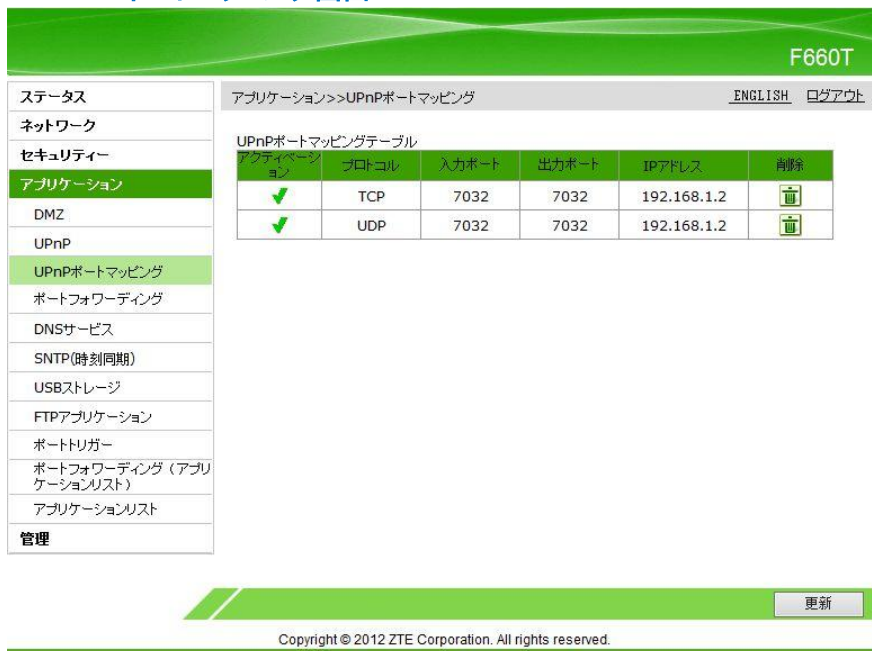 F660T
ステータス
ネットワーク
セキュリティー
アプリケーション
DMZ
UPnP
UPnPポートマッピング
ポートフォワーディング
DNSサービス
SNTP(時刻同期)
USBストレージ
FTPアプリケーション
ポートトリガー
ポートフォワーディング（アプリ
ケーションリスト）
アプリケーションリスト
管理
アプリケーション>>UPnPポートマッピング ENGLISH ログアウト
UPnPポートマッピングテーブル
アクティベーシ
ョン プロトコル 入力ポート 出力ポート IPアドレス 削除
TCP 7032 7032 192.168.1.2
UDP 7032 7032 192.168.1.2
更新
Copyright © 2012 ZTE Corporation. All rights reserved.